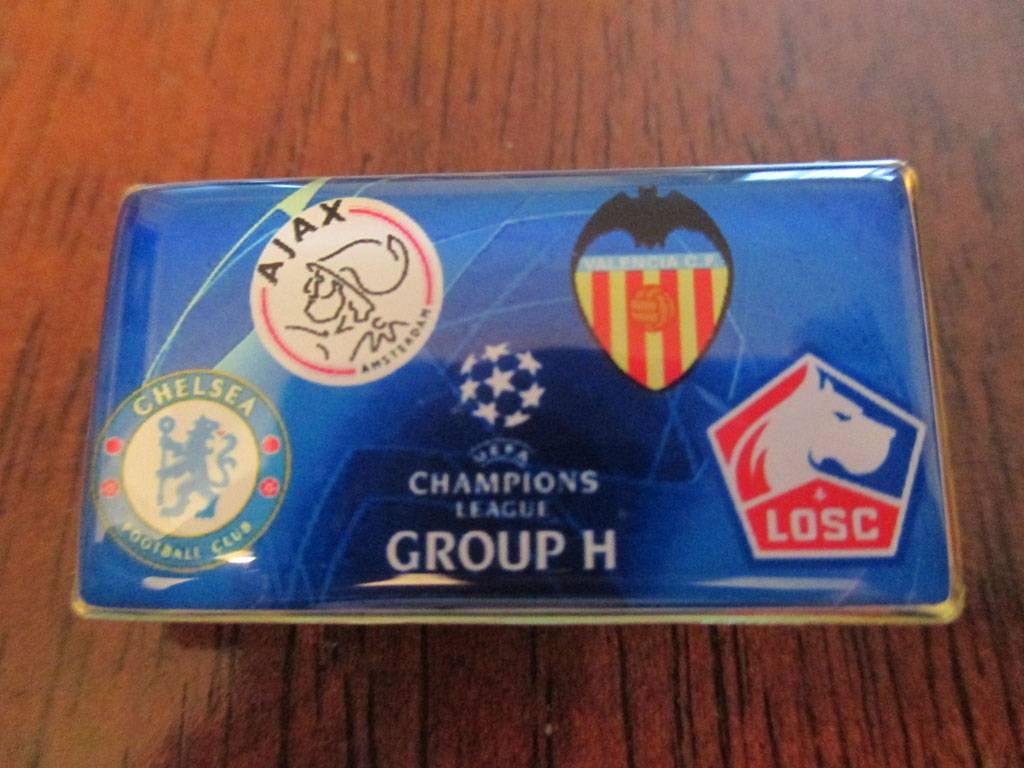 AJAX
AMSTERDAM
VALENCIA C.F.
CHELSEA
FOOTBALL CLUB
UEFA
CHAMPIONS
LEAGUE
GROUP H
LOSC